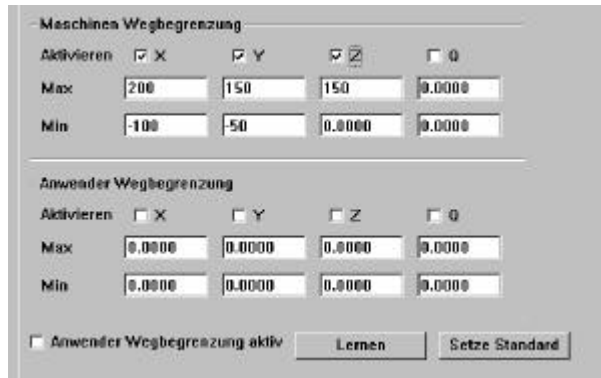 Maschinen Wegbegrenzung
Aktivieren X Y Z Q
Max 200 150 150 0.0000
Min -100 -50 0.0000 0.0000
Anwender Wegbegrenzung
Aktivieren X Y Z Q
Max 0.0000 0.0000 0.0000 0.0000
Min 0.0000 0.0000 0.0000 0.0000
Anwender Wegbegrenzung aktiv Lernen Setze Standard